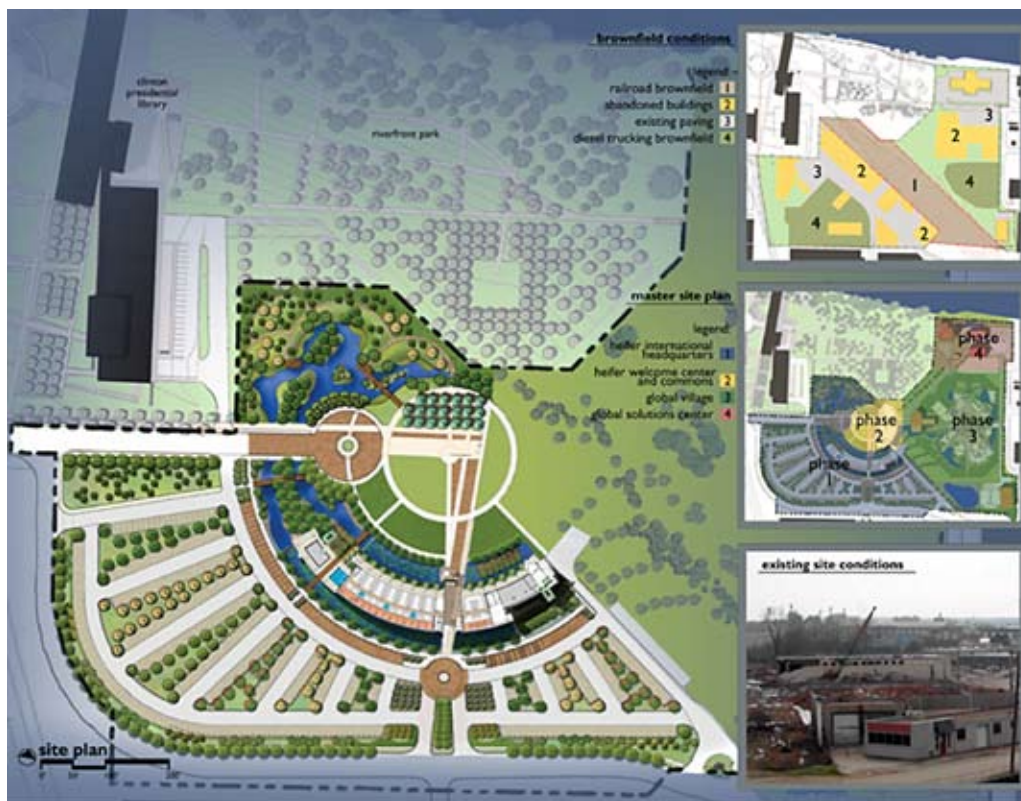 clinton
presidential
library
riverfront park
brownfield conditions
legend
railroad brownfield 1
abandoned buildings 2
existing paving 3
diesel trucking brownfield 4
3
2
3
2
1
4
4
2
master site plan
legend:
heifer international
headquarters 1
heifer welcome center
and commons 2
global village 3
global solutions center 4
phase
4
phase
2
phase
3
phase
1
existing site conditions
site plan